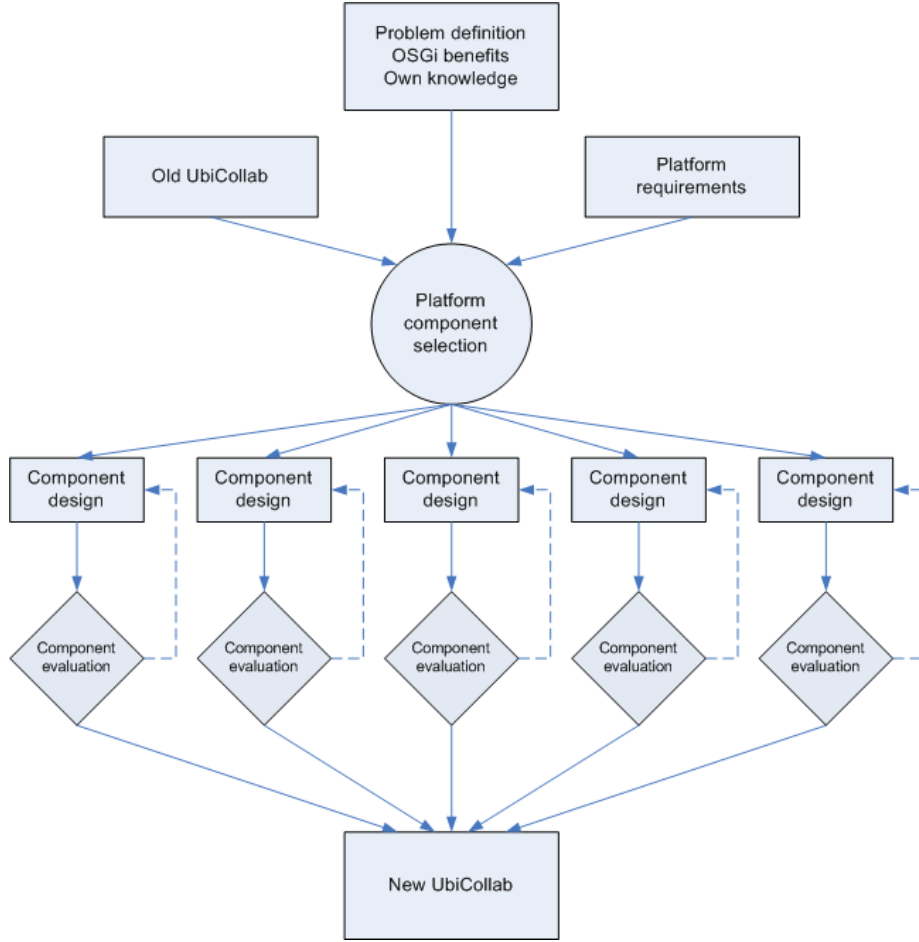 Problem definition
OSGi benefits
Own knowledge
Old UbiCollab
Platform
requirements
Platform
component
selection
Component
design
Component
design
Component
design
Component
design
Component
design
Component
evaluation
Component
evaluation
Component
evaluation
Component
evaluation
Component
evaluation
New UbiCollab